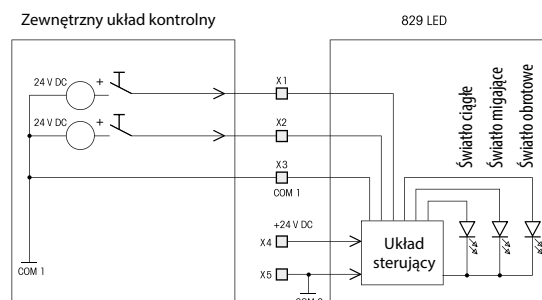 Zewnętrzny układ kontrolny
829 LED
24 V DC
+
X1
24 V DC
+
X2
X3
COM 1
+24 V DC
X4
X5
COM 1
Układ
sterujący
Światło ciągłe
Światło migające
Światło obrotowe